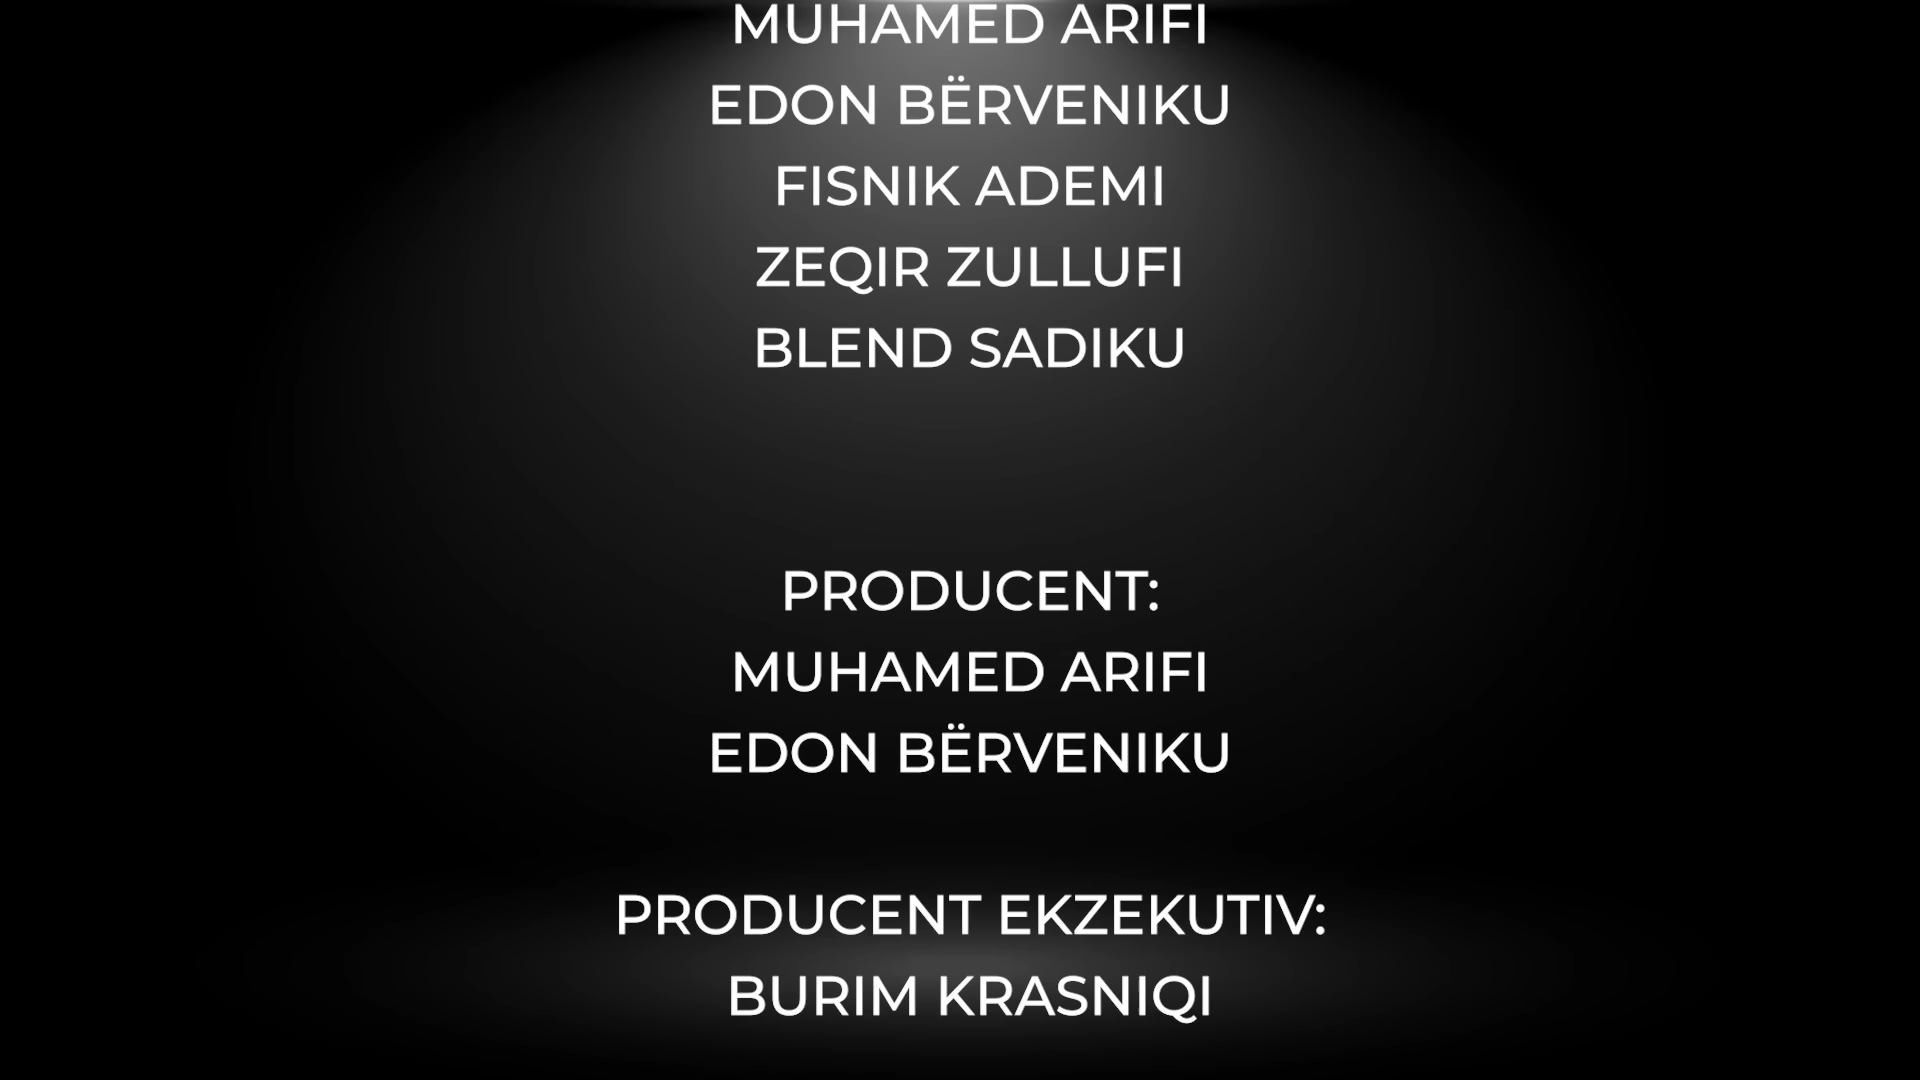 MUHAMED ARIFI
EDON BËRVENIKU
FISNIK ADEMI
ZEQIR ZULLUFI
BLEND SADIKU
PRODUCENT:
MUHAMED ARIFI
EDON BËRVENIKU
PRODUCENT EKZEKUTIV:
BURIM KRASNIQI